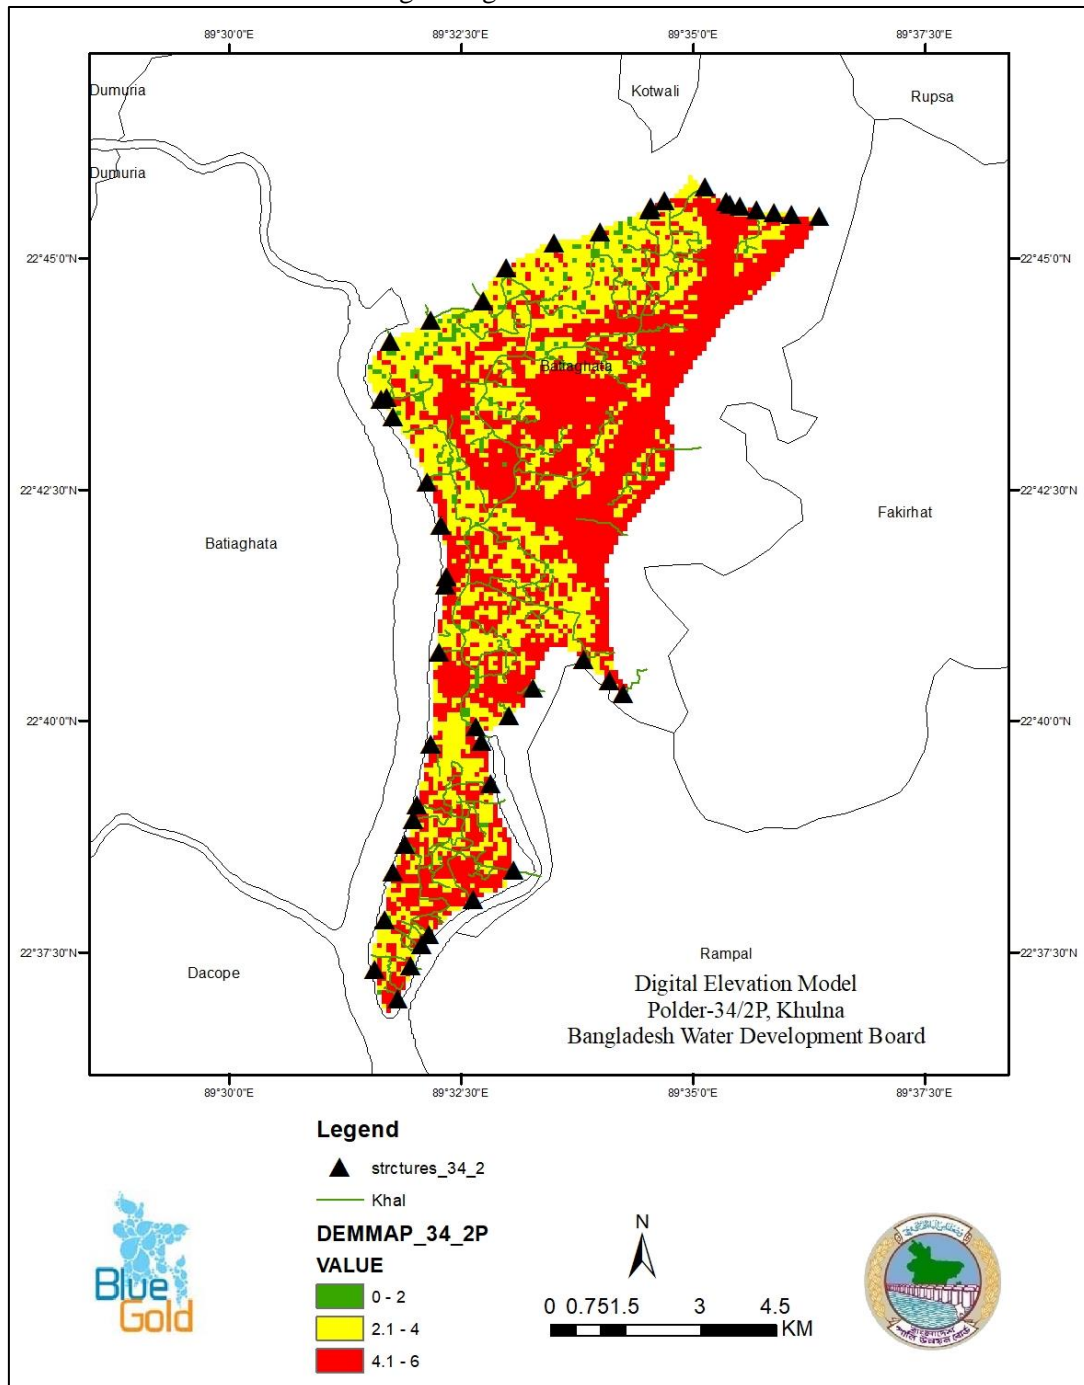 89°30'0"E
89°32'30"E
89°35'0"E
89°37'30"E
Dumuria
Kotwali
Rupsa
Dumuria
22°45'0"N
22°45'0"N
Batiaghata
22°42'30"N
22°42'30"N
Fakirhat
Batiaghata
22°40'0"N
22°40'0"N
22°37'30"N
22°37'30"N
Rampal
Dacope
Digital Elevation Model
Polder-34/2P, Khulna
Bangladesh Water Development Board
89°30'0"E
89°32'30"E
89°35'0"E
89°37'30"E
Legend
strctures_34_2
Khal
DEMMAP_34_2P
VALUE
0 - 2
2.1 - 4
4.1 - 6
N
0 0.75 1.5 3 4.5
KM
Blue
Gold
বাংলাদেশ
পানি উন্নয়ন বোর্ড